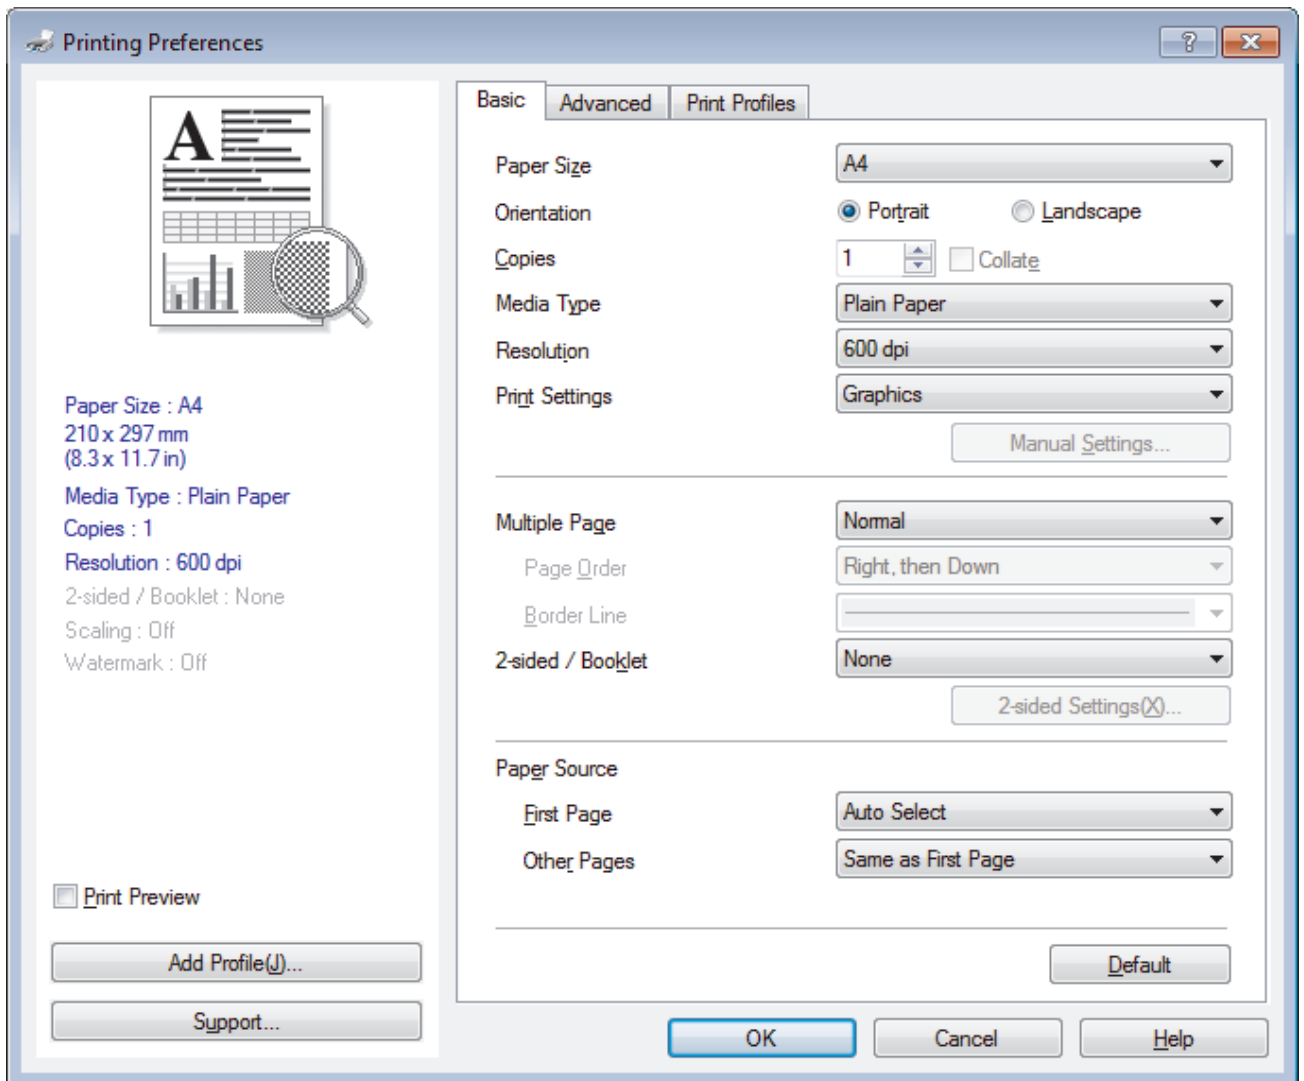 Printing Preferences
A
Paper Size : A4
210 x 297 mm
(8.3 x 11.7 in)
Media Type : Plain Paper
Copies : 1
Resolution : 600 dpi
2-sided / Booklet : None
Scaling : Off
Watermark : Off
Print Preview
Add Profile(J)...
Support...
Basic Advanced Print Profiles
Paper Size A4
Orientation Portrait Landscape
Copies 1 Collate
Media Type Plain Paper
Resolution 600 dpi
Print Settings Graphics
Manual Settings...
Multiple Page Normal
Page Order Right, then Down
Border Line
2-sided / Booklet None
2-sided Settings(X)...
Paper Source
First Page Auto Select
Other Pages Same as First Page
Default
OK Cancel Help